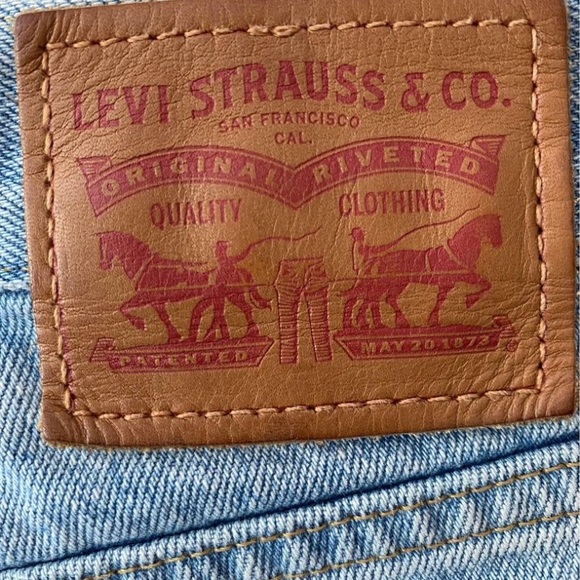 LEVI STRAUSS & CO.
SAN FRANCISCO
CAL.
ORIGINAL RIVETED
QUALITY CLOTHING
PATENTED MAY 20 1873